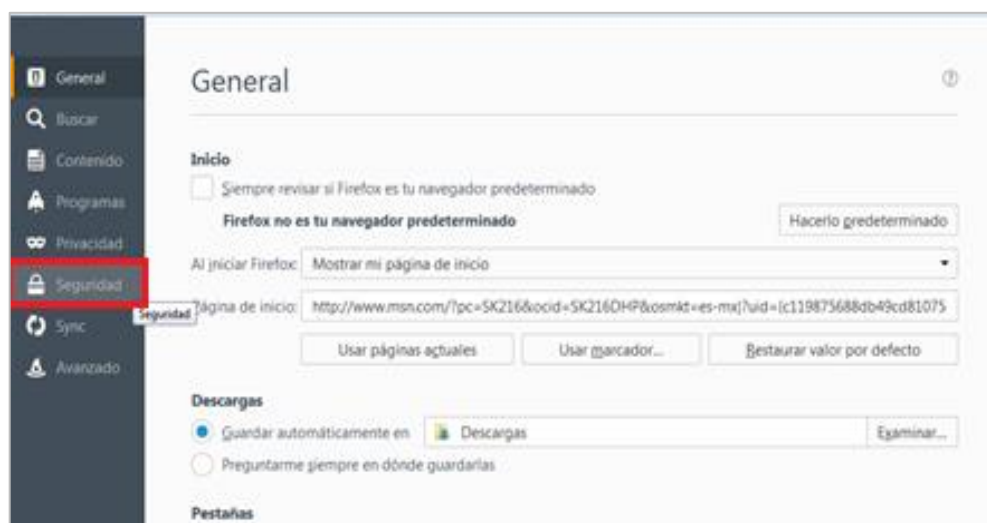 General
Buscar
Contenido
Programas
Privacidad
Seguridad
Seguridad
Sync
Avanzado
General
Inicio
Siempre revisar si Firefox es tu navegador predeterminado
Firefox no es tu navegador predeterminado
Hacerlo predeterminado
Al iniciar Firefox: Mostrar mi página de inicio
Página de inicio: http://www.msn.com/?pc=SK216&ocid=SK216DHP&osmkt=es-mx|?uid={c119875688db49cd81075
Usar páginas actuales
Usar marcador...
Restaurar valor por defecto
Descargas
Guardar automáticamente en Descargas Examinar...
Preguntarme siempre en dónde guardarlas
Pestañas